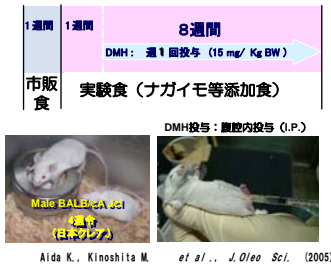 1週間 1週間 8週間
DMH： 週１回投与（15 mg/ Kg BW）
市販食 実験食（ナガイモ等添加食）
DMH投与：腹腔内投与（I.P.）
Male BALB/cA Jcl
4週令
（日本クレア）
Aida K., Kinoshita M. et al., J.Oleo Sci. (2005)